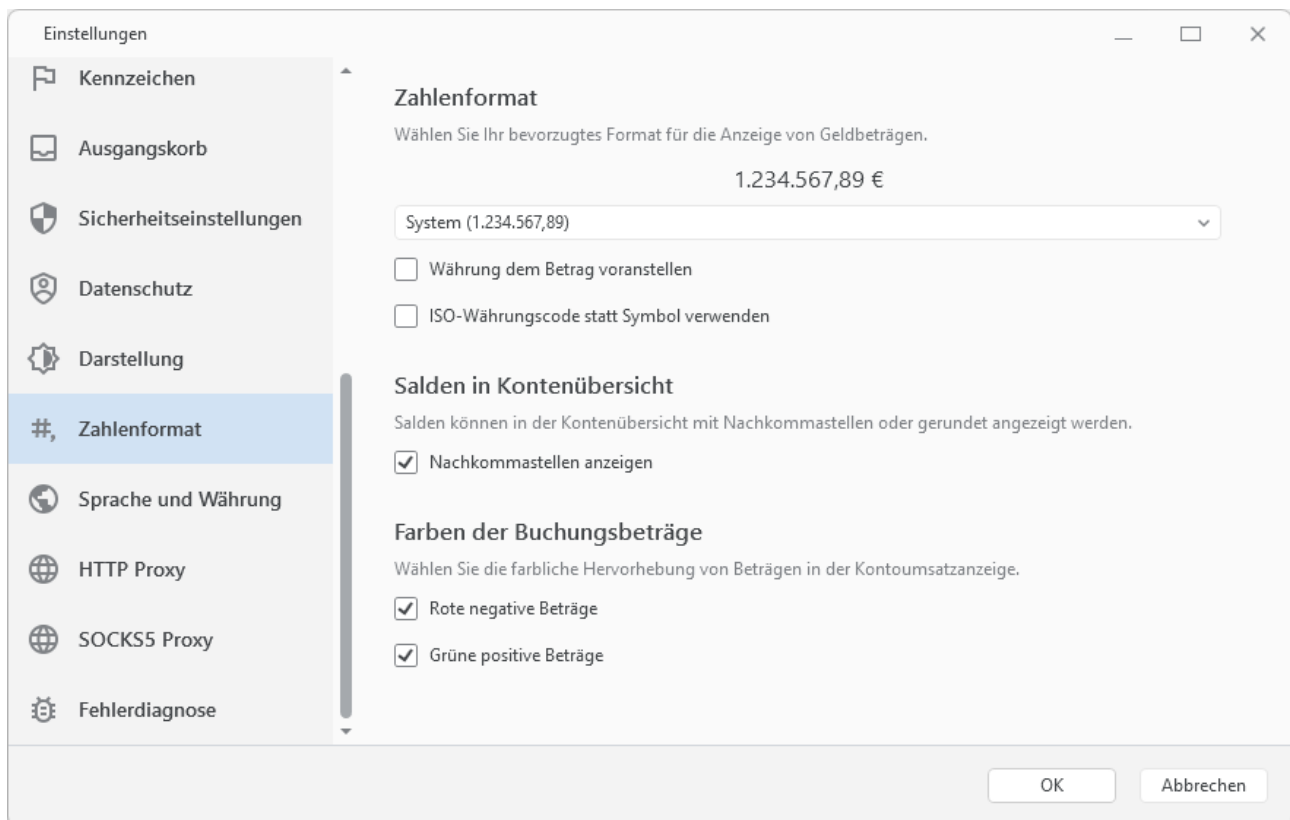 Einstellungen
Kennzeichen
Ausgangskorb
Sicherheitseinstellungen
Datenschutz
Darstellung
#, Zahlenformat
Sprache und Währung
HTTP Proxy
SOCKS5 Proxy
Fehlerdiagnose
Zahlenformat
Wählen Sie Ihr bevorzugtes Format für die Anzeige von Geldbeträgen.
1.234.567,89 €
System (1.234.567,89)
Währung dem Betrag voranstellen
ISO-Währungscode statt Symbol verwenden
Salden in Kontenübersicht
Salden können in der Kontenübersicht mit Nachkommastellen oder gerundet angezeigt werden.
Nachkommastellen anzeigen
Farben der Buchungsbeträge
Wählen Sie die farbliche Hervorhebung von Beträgen in der Kontoumsatzanzeige.
Rote negative Beträge
Grüne positive Beträge
OK
Abbrechen